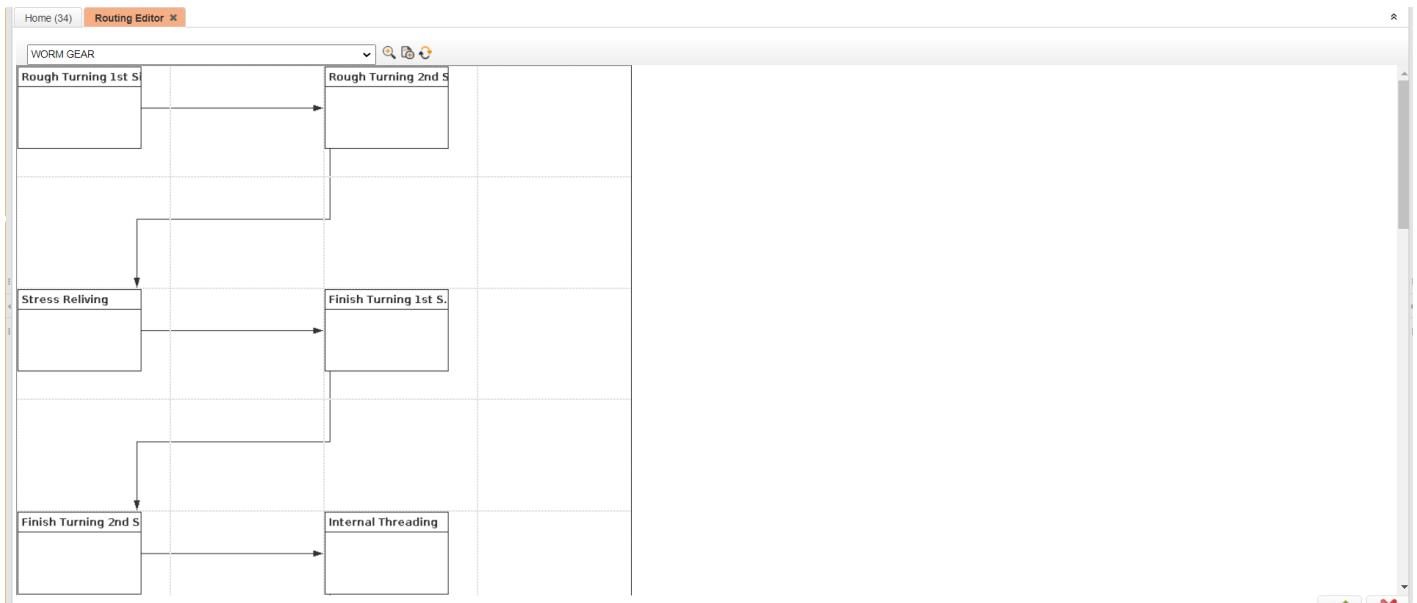 Home (34) Routing Editor
WORM GEAR
Rough Turning 1st Si Rough Turning 2nd S
Stress Reliving Finish Turning 1st S.
Finish Turning 2nd S Internal Threading